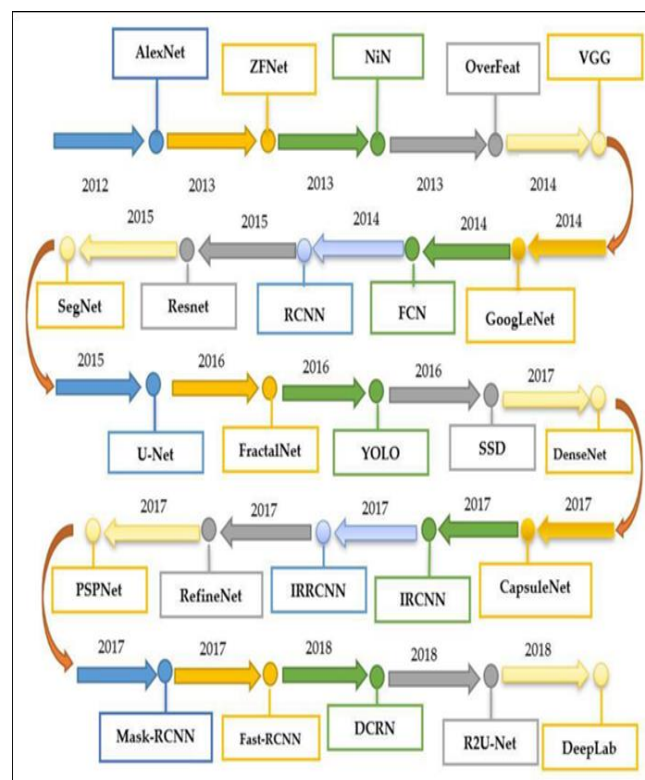 AlexNet
ZFNet
NiN
OverFeat
VGG
2012
2013
2013
2013
2014
2015
2015
2014
2014
2014
SegNet
Resnet
RCNN
FCN
GoogLeNet
2015
2016
2016
2016
2017
U-Net
FractalNet
YOLO
SSD
DenseNet
2017
2017
2017
2017
2017
PSPNet
RefineNet
IRRCNN
IRCNN
CapsuleNet
2017
2017
2018
2018
2018
Mask-RCNN
Fast-RCNN
DCRN
R2U-Net
DeepLab